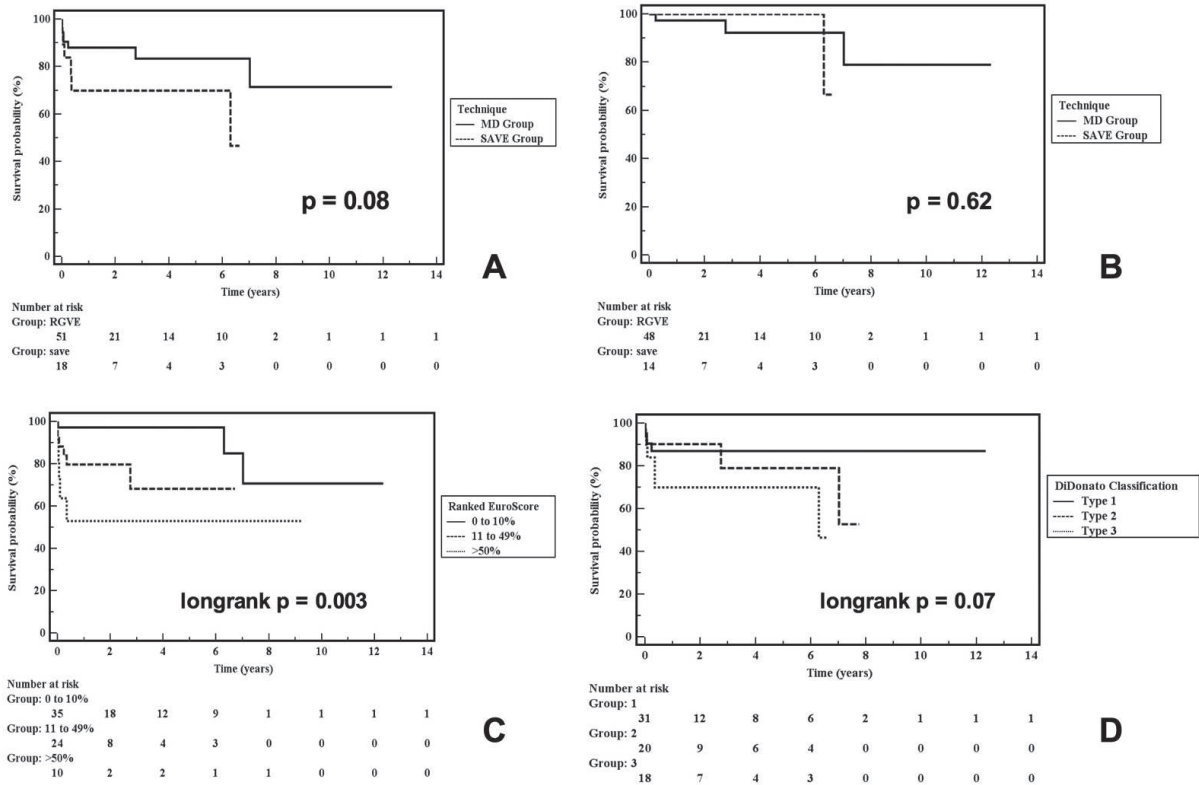 100
80
60
40
20
0
Survival probability (%)
0 2 4 6 8 10 12 14
Time (years)
p = 0.08
A
Technique
MD Group
SAVE Group
Number at risk
Group: RGVE
51 21 14 10 2 1 1 1
Group: save
18 7 4 3 0 0 0 0
100
80
60
40
20
0
Survival probability (%)
0 2 4 6 8 10 12 14
Time (years)
p = 0.62
B
Technique
MD Group
SAVE Group
Number at risk
Group: RGVE
48 21 14 10 2 1 1 1
Group: save
14 7 4 3 0 0 0 0
100
80
60
40
20
0
Survival probability (%)
0 2 4 6 8 10 12 14
Time (years)
longrank p = 0.003
C
Ranked EuroScore
0 to 10%
11 to 49%
>50%
Number at risk
Group: 0 to 10%
35 18 12 9 1 1 1 1
Group: 11 to 49%
24 8 4 3 0 0 0 0
Group: >50%
10 2 2 1 1 0 0 0
100
80
60
40
20
0
Survival probability (%)
0 2 4 6 8 10 12 14
Time (years)
longrank p = 0.07
D
DiDonato Classification
Type 1
Type 2
Type 3
Number at risk
Group: 1
31 12 8 6 2 1 1 1
Group: 2
20 9 6 4 0 0 0 0
Group: 3
18 7 4 3 0 0 0 0